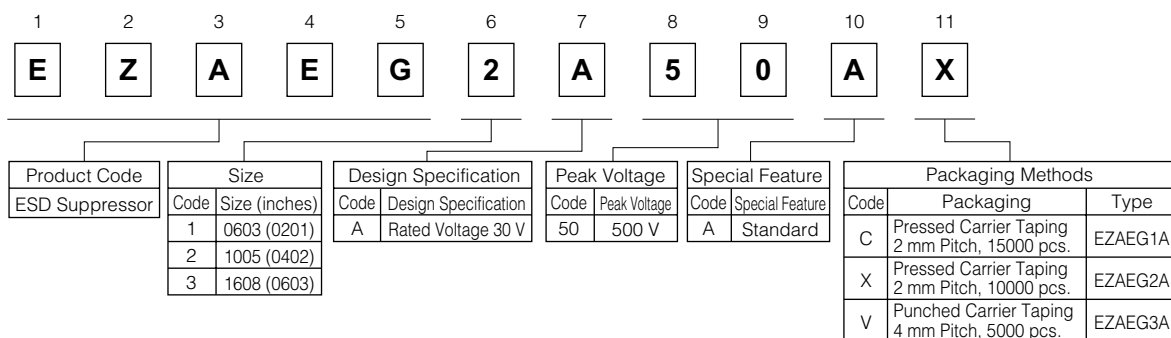 1 2 3 4 5 6 7 8 9 10 11
E Z A E G 2 A 5 0 A X
Product Code
ESD Suppressor
Size
Code Size (inches)
1 0603 (0201)
2 1005 (0402)
3 1608 (0603)
Design Specification
Code Design Specification
A Rated Voltage 30 V
Peak Voltage
Code Peak Voltage
50 500 V
Special Feature
Code Special Feature
A Standard
Packaging Methods
Code Packaging Type
C Pressed Carrier Taping
2 mm Pitch, 15000 pcs. EZAEG1A
X Pressed Carrier Taping
2 mm Pitch, 10000 pcs. EZAEG2A
V Punched Carrier Taping
4 mm Pitch, 5000 pcs. EZAEG3A